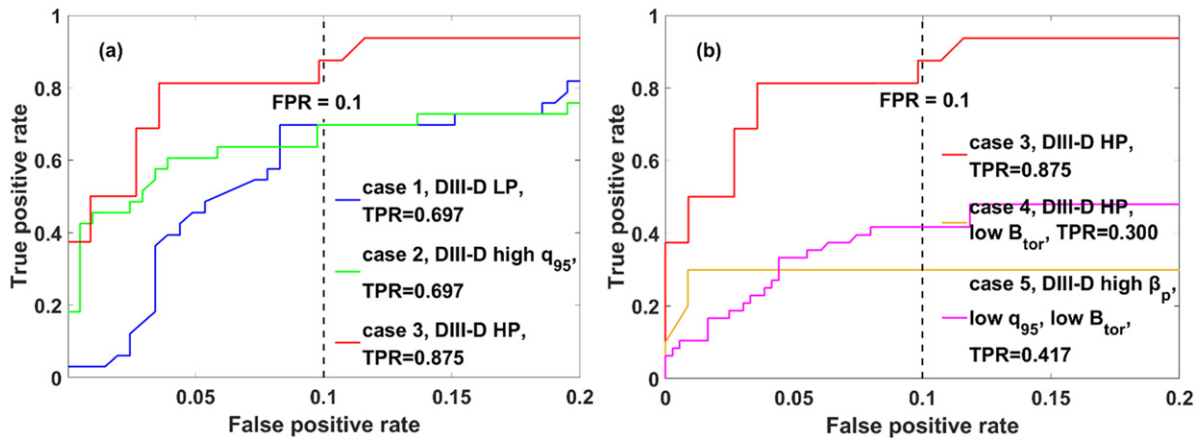 (a)
1
0.8
0.6
0.4
0.2
0
True positive rate
FPR = 0.1
case 1, DIII-D LP,
TPR=0.697
case 2, DIII-D high q95,
TPR=0.697
case 3, DIII-D HP,
TPR=0.875
0.05
0.1
0.15
0.2
False positive rate
(b)
1
0.8
0.6
0.4
0.2
0
True positive rate
FPR = 0.1
case 3, DIII-D HP,
TPR=0.875
case 4, DIII-D HP,
low Btor, TPR=0.300
case 5, DIII-D high βp,
low q95, low Btor,
TPR=0.417
0
0.05
0.1
0.15
0.2
False positive rate